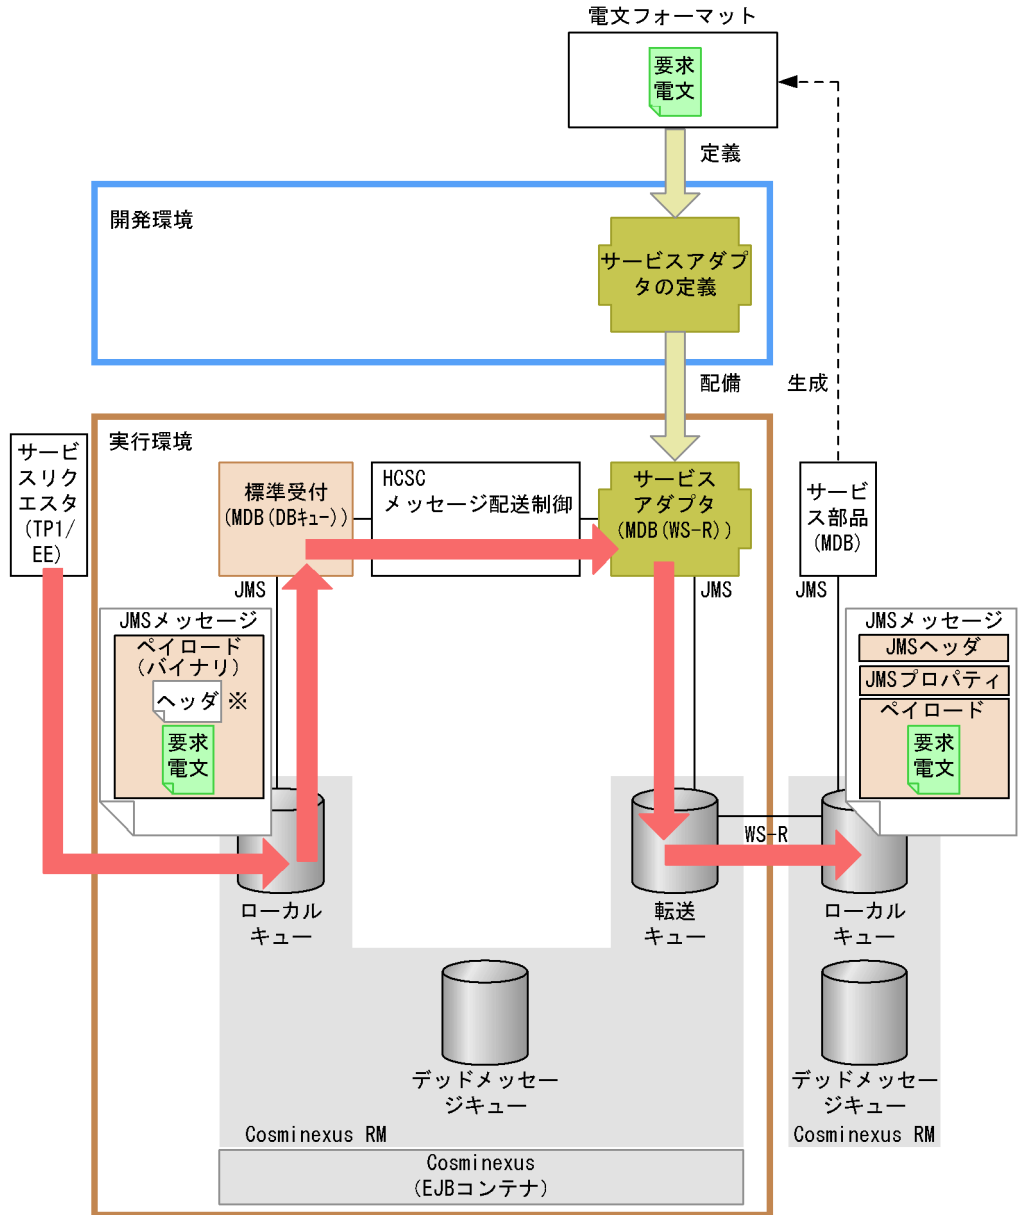 電文フォーマット
要求
電文
定義
開発環境
サービスアダプ
タの定義
配備
生成
実行環境
サービ
スリク
エスタ
(TP1/
EE)
標準受付
(MDB(DBｷｭｰ))
HCSC
メッセージ配送制御
サービス
アダプタ
(MDB(WS-R))
サービ
ス部品
(MDB)
JMS
JMS
JMS
JMSメッセージ
ペイロード
(バイナリ)
ヘッダ ※
要求
電文
JMSメッセージ
JMSヘッダ
JMSプロパティ
ペイロード
要求
電文
WS-R
ローカル
キュー
転送
キュー
ローカル
キュー
デッドメッセー
ジキュー
デッドメッセー
ジキュー
Cosminexus RM
Cosminexus RM
Cosminexus
(EJBコンテナ)